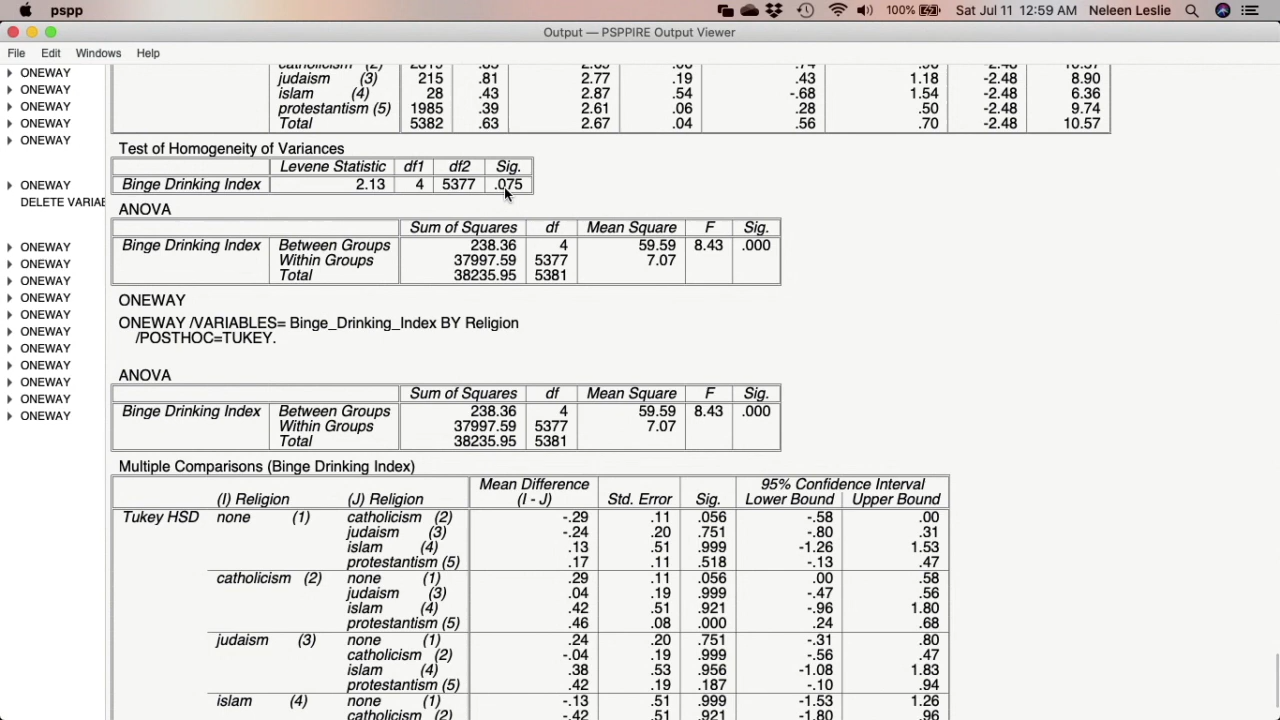 pspp 100% Sat Jul 11 12:59 AM Neleen Leslie
Output — PSPPIRE Output Viewer
File Edit Windows Help
ONEWAY
ONEWAY
ONEWAY
ONEWAY
ONEWAY
ONEWAY
DELETE VARIAE
ONEWAY
ONEWAY
ONEWAY
ONEWAY
ONEWAY
ONEWAY
ONEWAY
ONEWAY
ONEWAY
ONEWAY
ONEWAY
catholicism (2) -2.48 10.57
judaism (3) 215 .81 2.77 .19 .43 1.18 -2.48 8.90
islam (4) 28 .43 2.87 .54 -.68 1.54 -2.48 6.36
protestantism (5) 1985 .39 2.61 .06 .28 .50 -2.48 9.74
Total 5382 .63 2.67 .04 .56 .70 -2.48 10.57
Test of Homogeneity of Variances
Levene Statistic df1 df2 Sig.
Binge Drinking Index 2.13 4 5377 .075
ANOVA
Sum of Squares df Mean Square F Sig.
Binge Drinking Index Between Groups 238.36 4 59.59 8.43 .000
Within Groups 37997.59 5377 7.07
Total 38235.95 5381
ONEWAY
ONEWAY /VARIABLES= Binge_Drinking_Index BY Religion
/POSTHOC=TUKEY.
ANOVA
Sum of Squares df Mean Square F Sig.
Binge Drinking Index Between Groups 238.36 4 59.59 8.43 .000
Within Groups 37997.59 5377 7.07
Total 38235.95 5381
Multiple Comparisons (Binge Drinking Index)
Mean Difference 95% Confidence Interval
(I) Religion (J) Religion (I - J) Std. Error Sig. Lower Bound Upper Bound
Tukey HSD none (1) catholicism (2) -.29 .11 .056 -.58 .00
judaism (3) -.24 .20 .751 -.80 .31
islam (4) .13 .51 .999 -1.26 1.53
protestantism (5) .17 .11 .518 -.13 .47
catholicism (2) none (1) .29 .11 .056 .00 .58
judaism (3) .04 .19 .999 -.47 .56
islam (4) .42 .51 .921 -.96 1.80
protestantism (5) .46 .08 .000 .24 .68
judaism (3) none (1) .24 .20 .751 -.31 .80
catholicism (2) -.04 .19 .999 -.56 .47
islam (4) .38 .53 .956 -1.08 1.83
protestantism (5) .42 .19 .187 -.10 .94
islam (4) none (1) -.13 .51 .999 -1.53 1.26
catholicism (2) -.42 .51 .921 -1.80 .96